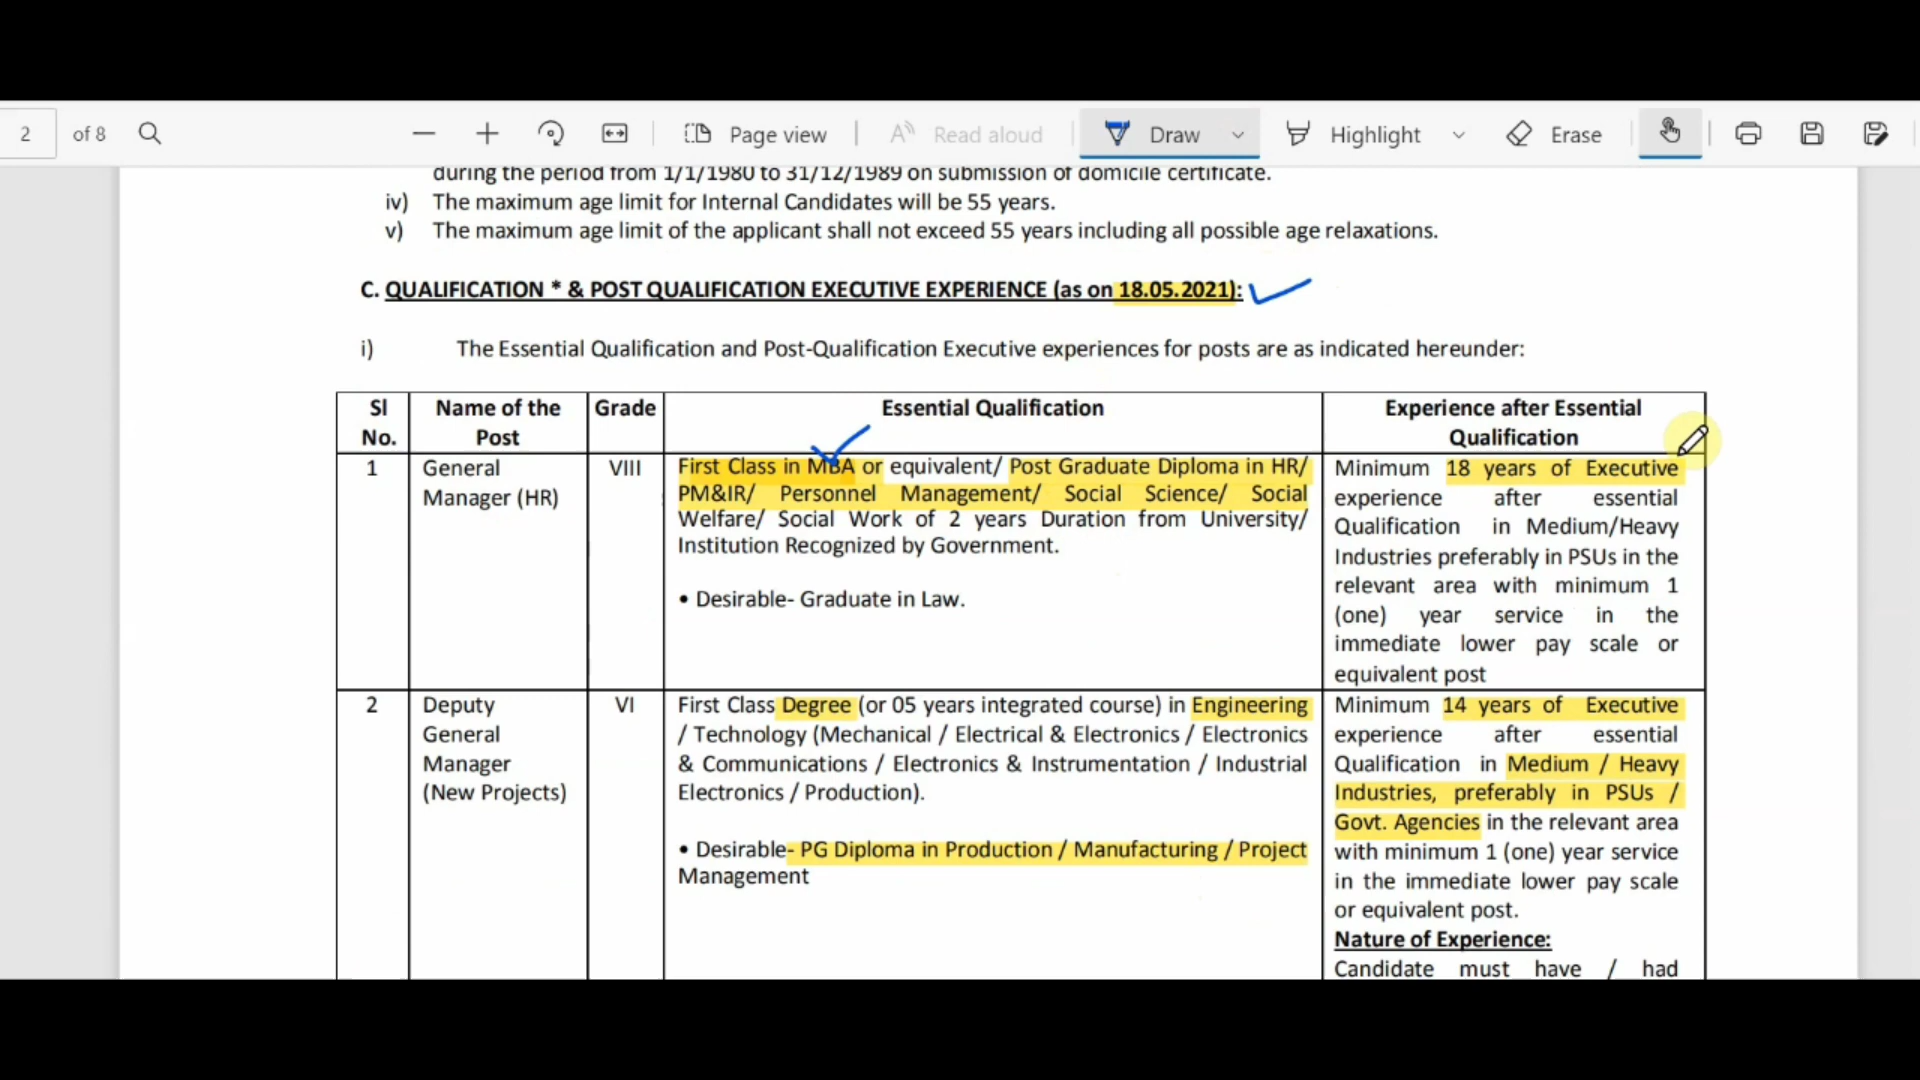 2 of 8 Page view Read aloud Draw Highlight Erase
during the period from 1/1/1980 to 31/12/1989 on submission of domicile certificate.
iv) The maximum age limit for Internal Candidates will be 55 years.
v) The maximum age limit of the applicant shall not exceed 55 years including all possible age relaxations.
C. QUALIFICATION * & POST QUALIFICATION EXECUTIVE EXPERIENCE (as on 18.05.2021):
i) The Essential Qualification and Post-Qualification Executive experiences for posts are as indicated hereunder:
Sl
No.
Name of the
Post
Grade
Essential Qualification
Experience after Essential
Qualification
1
General
Manager (HR)
VIII
First Class in MBA or equivalent/ Post Graduate Diploma in HR/
PM&IR/ Personnel Management/ Social Science/ Social
Welfare/ Social Work of 2 years Duration from University/
Institution Recognized by Government.
• Desirable- Graduate in Law.
Minimum 18 years of Executive
experience after essential
Qualification in Medium/Heavy
Industries preferably in PSUs in the
relevant area with minimum 1
(one) year service in the
immediate lower pay scale or
equivalent post
2
Deputy
General
Manager
(New Projects)
VI
First Class Degree (or 05 years integrated course) in Engineering
/ Technology (Mechanical / Electrical & Electronics / Electronics
& Communications / Electronics & Instrumentation / Industrial
Electronics / Production).
• Desirable- PG Diploma in Production / Manufacturing / Project
Management
Minimum 14 years of Executive
experience after essential
Qualification in Medium / Heavy
Industries, preferably in PSUs /
Govt. Agencies in the relevant area
with minimum 1 (one) year service
in the immediate lower pay scale
or equivalent post.
Nature of Experience:
Candidate must have / had